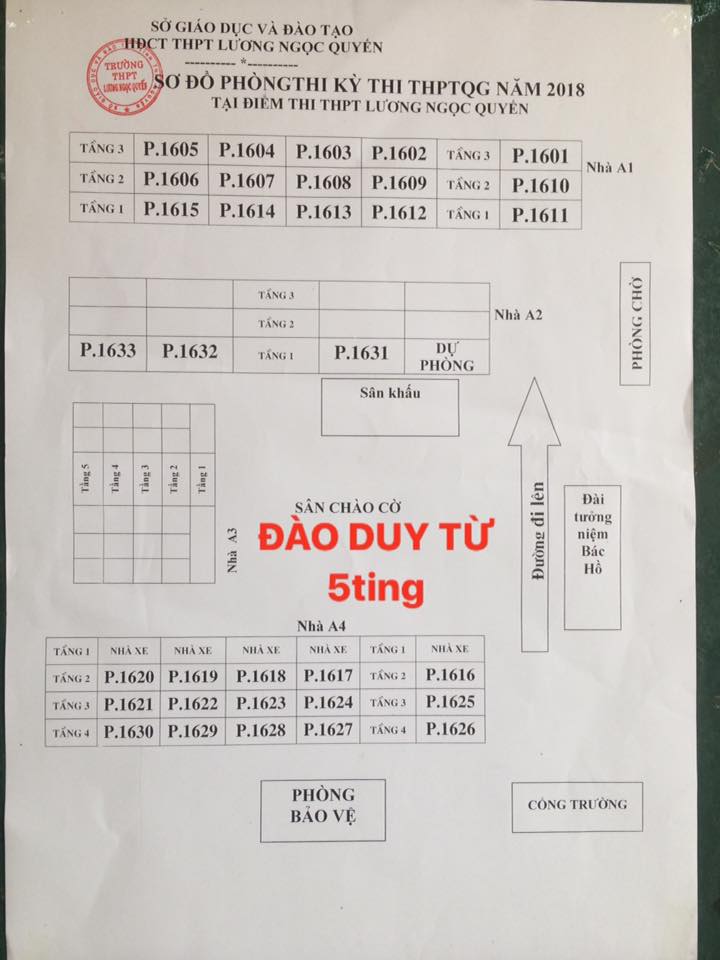 SỞ GIÁO DỤC VÀ ĐÀO TẠO
HĐCT THPT LƯƠNG NGỌC QUYẾN
---------- *----------
TRƯỜNG
THPT
LƯƠNG NGỌC QUYẾN
SƠ ĐỒ PHÒNGTHI KỲ THI THPTQG NĂM 2018
TẠI ĐIỂM THI THPT LƯƠNG NGỌC QUYẾN
TẦNG 3 P.1605 P.1604 P.1603 P.1602 TẦNG 3 P.1601
TẦNG 2 P.1606 P.1607 P.1608 P.1609 TẦNG 2 P.1610
TẦNG 1 P.1615 P.1614 P.1613 P.1612 TẦNG 1 P.1611
Nhà A1
TẦNG 3
TẦNG 2
P.1633 P.1632 TẦNG 1 P.1631 DỰ PHÒNG
Nhà A2
PHÒNG CHỜ
Sân khấu
Tầng 5 Tầng 4 Tầng 3 Tầng 2 Tầng 1
Nhà A3
SÂN CHÀO CỜ
ĐÀO DUY TỪ
5ting
Đường đi lên
Đài
tưởng
niệm
Bác
Hồ
Nhà A4
TẦNG 1 NHÀ XE NHÀ XE NHÀ XE NHÀ XE TẦNG 1 NHÀ XE
TẦNG 2 P.1620 P.1619 P.1618 P.1617 TẦNG 2 P.1616
TẦNG 3 P.1621 P.1622 P.1623 P.1624 TẦNG 3 P.1625
TẦNG 4 P.1630 P.1629 P.1628 P.1627 TẦNG 4 P.1626
PHÒNG
BẢO VỆ
CỔNG TRƯỜNG